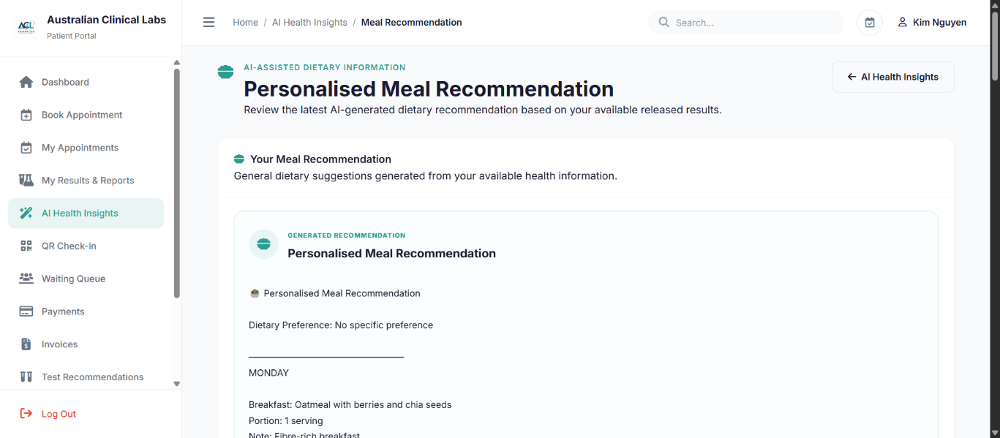 Australian Clinical Labs
Patient Portal
Dashboard
Book Appointment
My Appointments
My Results & Reports
AI Health Insights
QR Check-in
Waiting Queue
Payments
Invoices
Test Recommendations
Log Out
Home / AI Health Insights / Meal Recommendation
Search...
Kim Nguyen
AI-ASSISTED DIETARY INFORMATION
Personalised Meal Recommendation
Review the latest AI-generated dietary recommendation based on your available released results.
← AI Health Insights
Your Meal Recommendation
General dietary suggestions generated from your available health information.
GENERATED RECOMMENDATION
Personalised Meal Recommendation
🥗 Personalised Meal Recommendation
Dietary Preference: No specific preference
MONDAY
Breakfast: Oatmeal with berries and chia seeds
Portion: 1 serving
Note: Fibre-rich breakfast